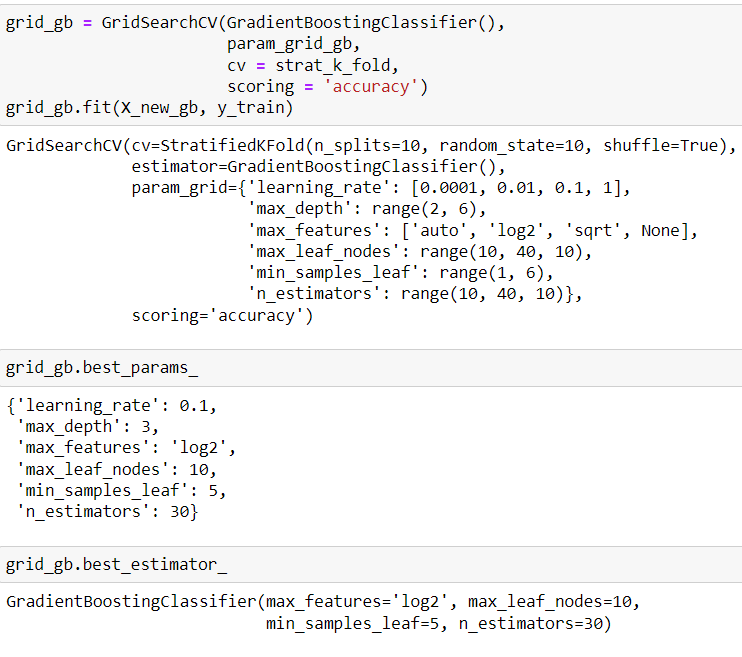 grid_gb = GridSearchCV(GradientBoostingClassifier(),
param_grid_gb,
cv = strat_k_fold,
scoring = 'accuracy')
grid_gb.fit(X_new_gb, y_train)
GridSearchCV(cv=StratifiedKFold(n_splits=10, random_state=10, shuffle=True),
estimator=GradientBoostingClassifier(),
param_grid={'learning_rate': [0.0001, 0.01, 0.1, 1],
'max_depth': range(2, 6),
'max_features': ['auto', 'log2', 'sqrt', None],
'max_leaf_nodes': range(10, 40, 10),
'min_samples_leaf': range(1, 6),
'n_estimators': range(10, 40, 10)},
scoring='accuracy')
grid_gb.best_params_
{'learning_rate': 0.1,
'max_depth': 3,
'max_features': 'log2',
'max_leaf_nodes': 10,
'min_samples_leaf': 5,
'n_estimators': 30}
grid_gb.best_estimator_
GradientBoostingClassifier(max_features='log2', max_leaf_nodes=10,
min_samples_leaf=5, n_estimators=30)